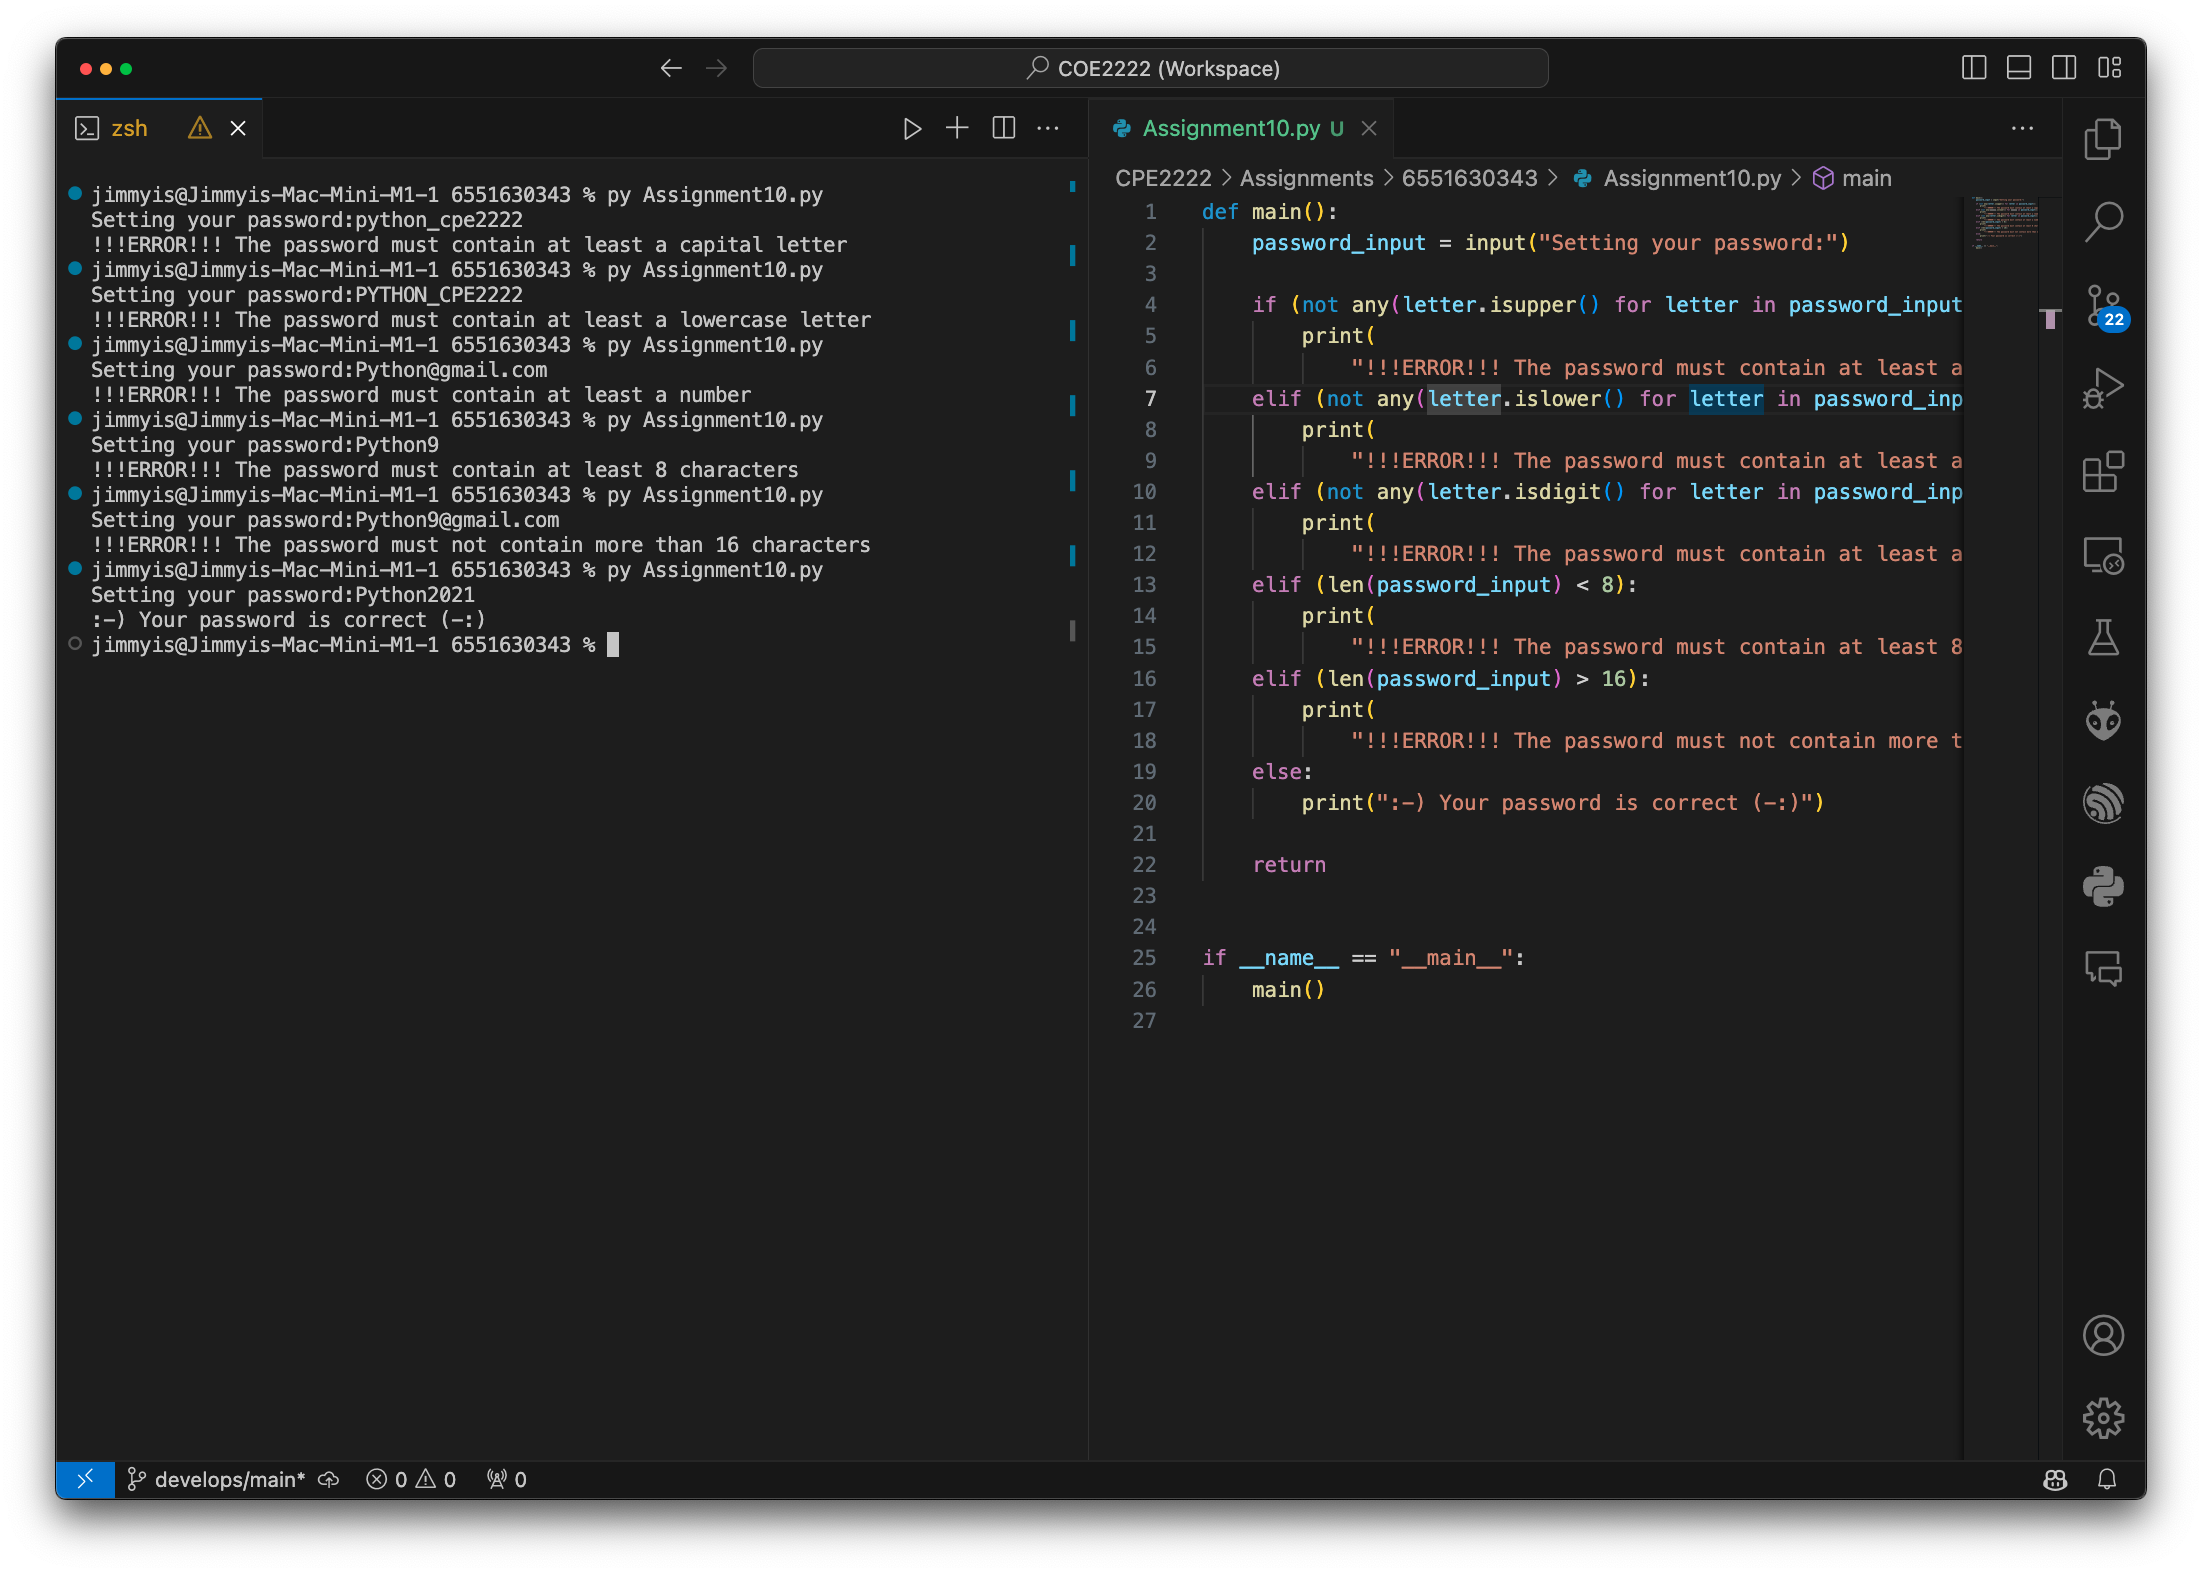 COE2222 (Workspace)
zsh
jimmyis@Jimmyis-Mac-Mini-M1-1 6551630343 % py Assignment10.py
Setting your password:python_cpe2222
!!!ERROR!!! The password must contain at least a capital letter
jimmyis@Jimmyis-Mac-Mini-M1-1 6551630343 % py Assignment10.py
Setting your password:PYTHON_CPE2222
!!!ERROR!!! The password must contain at least a lowercase letter
jimmyis@Jimmyis-Mac-Mini-M1-1 6551630343 % py Assignment10.py
Setting your password:Python@gmail.com
!!!ERROR!!! The password must contain at least a number
jimmyis@Jimmyis-Mac-Mini-M1-1 6551630343 % py Assignment10.py
Setting your password:Python9
!!!ERROR!!! The password must contain at least 8 characters
jimmyis@Jimmyis-Mac-Mini-M1-1 6551630343 % py Assignment10.py
Setting your password:Python9@gmail.com
!!!ERROR!!! The password must not contain more than 16 characters
jimmyis@Jimmyis-Mac-Mini-M1-1 6551630343 % py Assignment10.py
Setting your password:Python2021
:-) Your password is correct (-:)
jimmyis@Jimmyis-Mac-Mini-M1-1 6551630343 %
Assignment10.py U
CPE2222 > Assignments > 6551630343 > Assignment10.py > main
1 def main():
2 password_input = input("Setting your password:")
3
4 if (not any(letter.isupper() for letter in password_input
5 print(
6 "!!!ERROR!!! The password must contain at least a
7 elif (not any(letter.islower() for letter in password_inp
8 print(
9 "!!!ERROR!!! The password must contain at least a
10 elif (not any(letter.isdigit() for letter in password_inp
11 print(
12 "!!!ERROR!!! The password must contain at least a
13 elif (len(password_input) < 8):
14 print(
15 "!!!ERROR!!! The password must contain at least 8
16 elif (len(password_input) > 16):
17 print(
18 "!!!ERROR!!! The password must not contain more t
19 else:
20 print(":-) Your password is correct (-:)")
21
22 return
23
24
25 if __name__ == "__main__":
26 main()
27
22
develops/main* 0 0 0